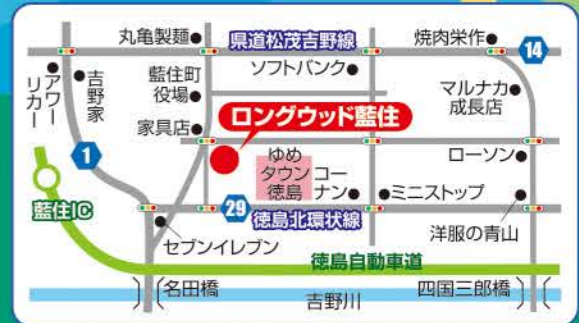 丸亀製麺
県道松茂吉野線
焼肉栄作
14
アワーリカー
吉野家
藍住町
役場
ソフトバンク
マルナカ
成長店
家具店
ロングウッド藍住
1
ゆめ
タウン
徳島
コー
ナン
ローソン
藍住IC
29
徳島北環状線
ミニストップ
セブンイレブン
洋服の青山
徳島自動車道
名田橋
吉野川
四国三郎橋